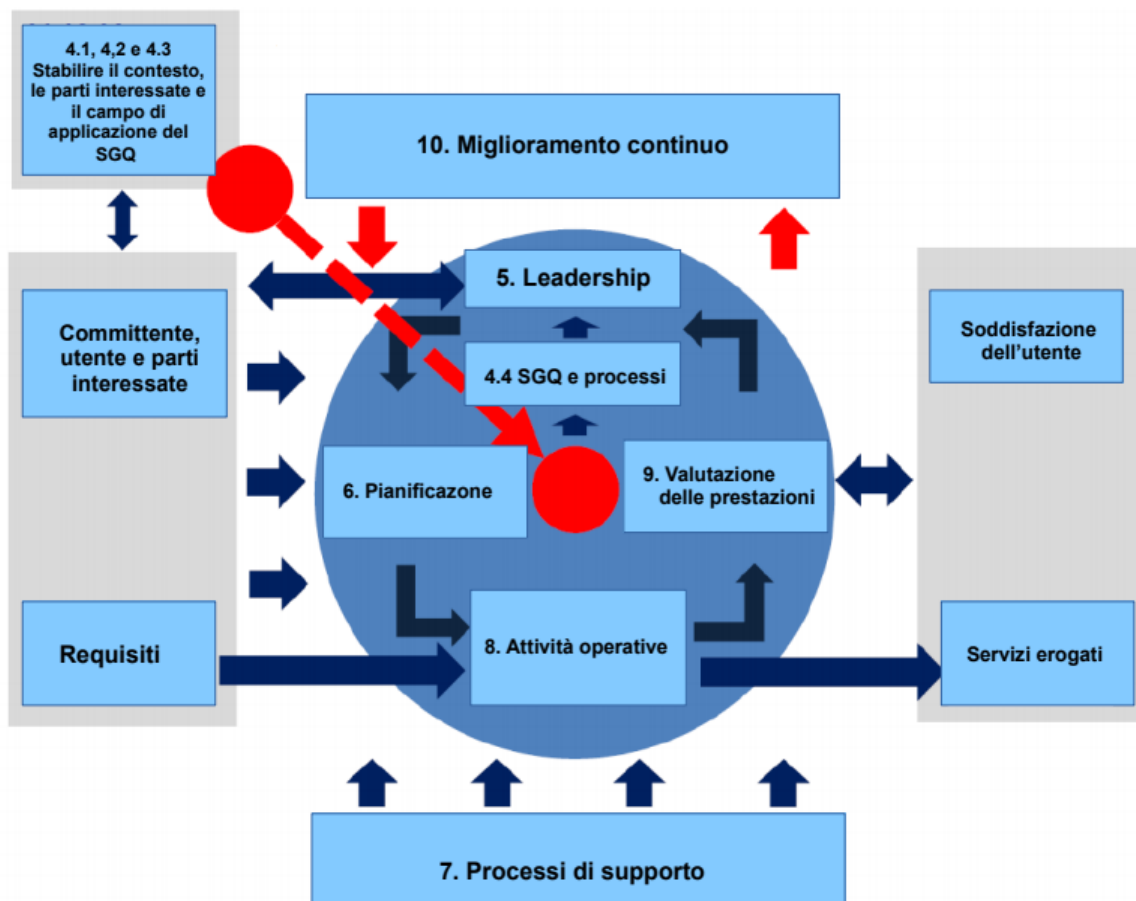 4.1, 4,2 e 4.3
Stabilire il contesto,
le parti interessate e
il campo di
applicazione del
SGQ
10. Miglioramento continuo
5. Leadership
Committente,
utente e parti
interessate
Soddisfazione
dell'utente
4.4 SGQ e processi
6. Pianificazone
9. Valutazione
delle prestazioni
8. Attività operative
Requisiti
Servizi erogati
7. Processi di supporto